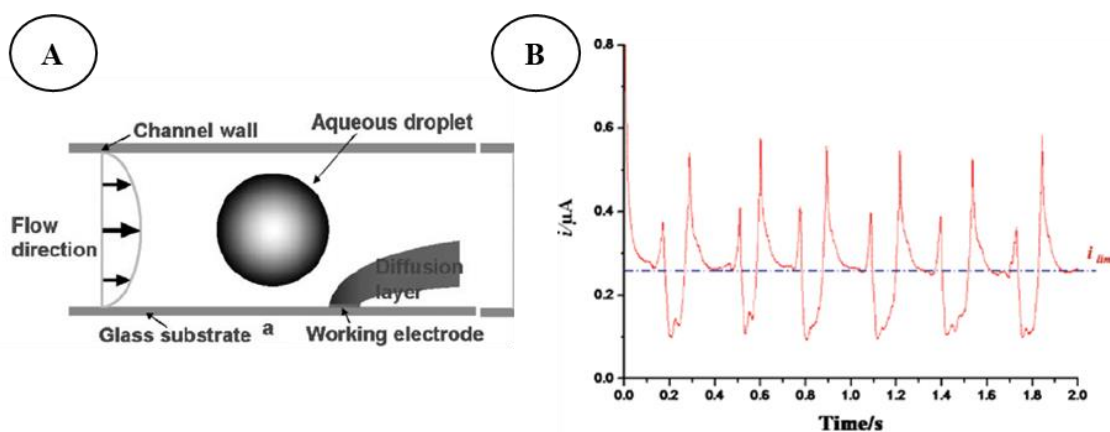 A
Channel wall
Aqueous droplet
Flow
direction
Diffusion
layer
Glass substrate
a
Working electrode
B
i/µA
0.8
0.6
0.4
0.2
0.0
i lim
0.0 0.2 0.4 0.6 0.8 1.0 1.2 1.4 1.6 1.8 2.0
Time/s